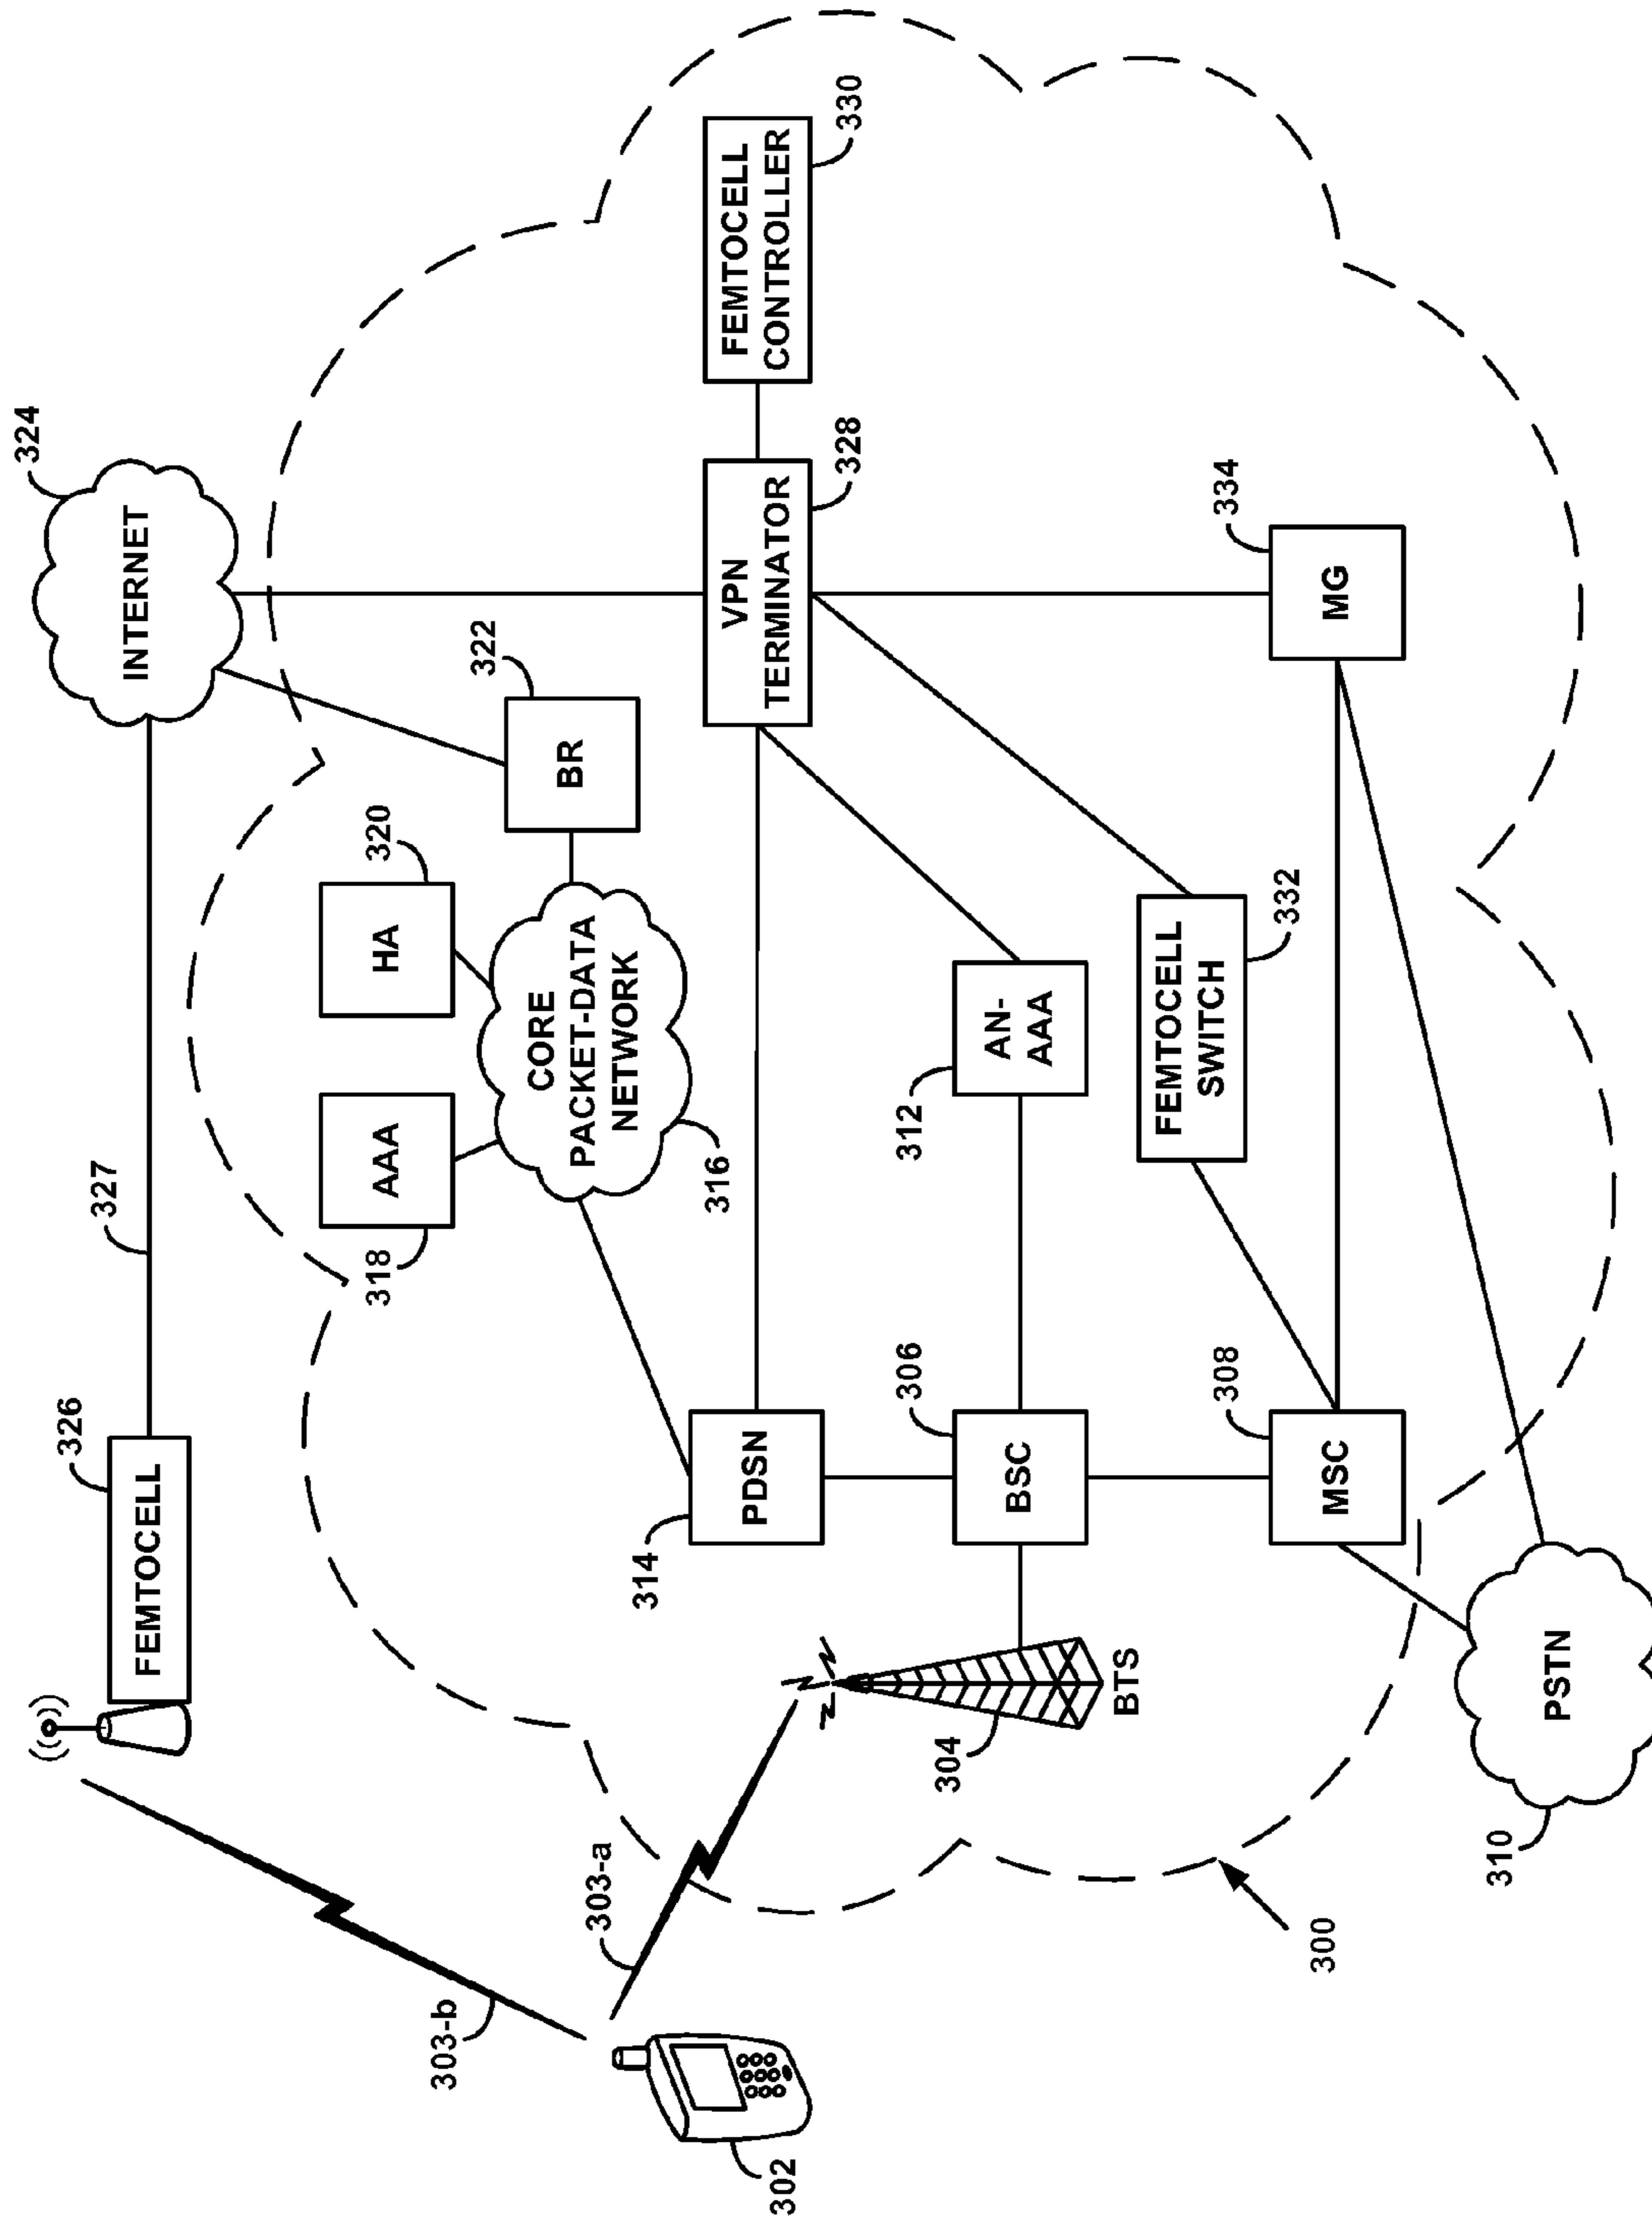 326
FEMTOCELL
327
324
INTERNET
303-b
303-a
302
318
AAA
HA
320
322
BR
CORE
PACKET-DATA
NETWORK
316
314
PDSN
VPN
TERMINATOR
328
FEMTOCELL
CONTROLLER
330
304
BTS
306
BSC
312
AN-
AAA
FEMTOCELL
SWITCH
332
308
MSC
334
MG
300
310
PSTN